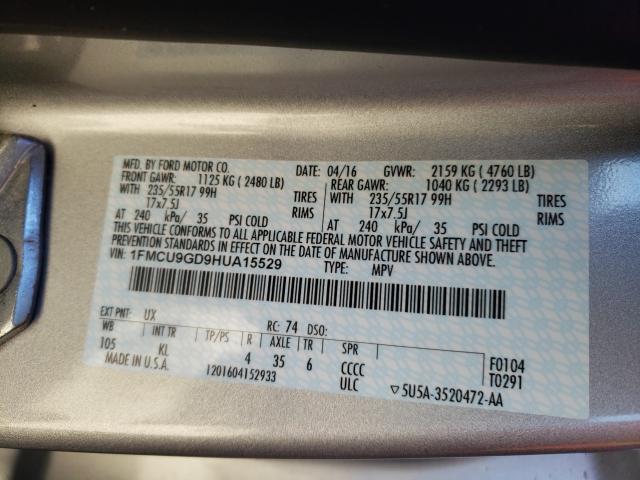 MFD. BY FORD MOTOR CO.
DATE: 04/16 GVWR: 2159 KG ( 4760 LB)
FRONT GAWR: 1125 KG ( 2480 LB) REAR GAWR: 1040 KG ( 2293 LB)
WITH 235/55R17 99H TIRES WITH 235/55R17 99H TIRES
17x7.5J RIMS 17x7.5J RIMS
AT 240 kPa/ 35 PSI COLD AT 240 kPa/ 35 PSI COLD
THIS VEHICLE CONFORMS TO ALL APPLICABLE FEDERAL MOTOR VEHICLE SAFETY AND THEFT
PREVENTION STANDARDS IN EFFECT ON THE DATE OF MANUFACTURE SHOWN ABOVE.
VIN: 1FMCU9GD9HUA15529 TYPE: MPV
EXT PNT: UX RC: 74 DSO:
WB INT TR TP/PS R AXLE TR SPR
105 KL 4 35 6 CCCC F0104
MADE IN U.S.A. 1201604152933 ULC T0291
▽5U5A-3520472-AA